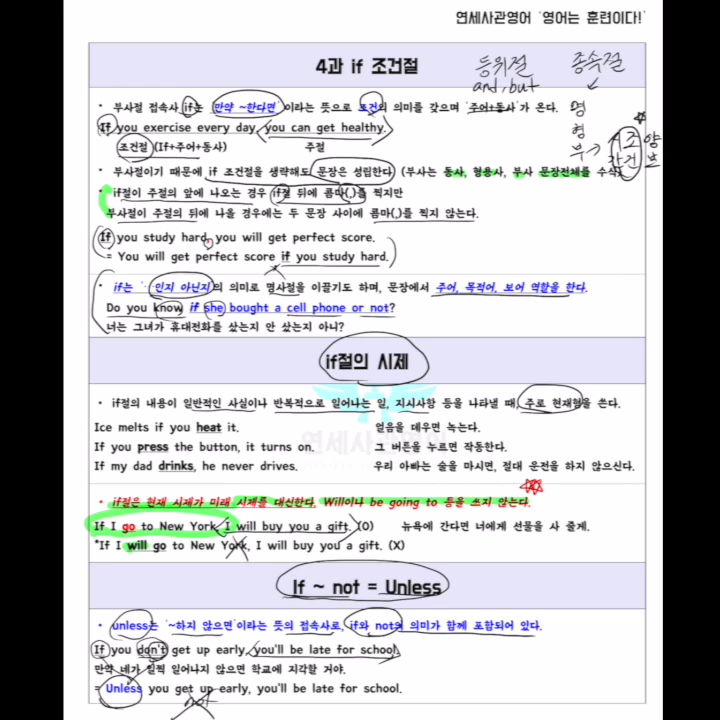 연세사관영어 '영어는 훈련이다!'
4과 if 조건절
등위절
and, but
종속절
명
형
부→ 시조양
간건보
• 부사절 접속사 if는 '만약 ~한다면'이라는 뜻으로 조건의 의미를 갖으며 '주어+동사'가 온다.
If you exercise every day, you can get healthy.
조건절 (If+주어+동사) 주절
• 부사절이기 때문에 if 조건절을 생략해도 문장은 성립한다. (부사는 동사, 형용사, 부사 문장전체를 수식)
• if절이 주절의 앞에 나오는 경우 if절 뒤에 콤마(,)를 찍지만
부사절이 주절의 뒤에 나올 경우에는 두 문장 사이에 콤마(,)를 찍지 않는다.
If you study hard, you will get perfect score.
= You will get perfect score if you study hard.
• if는 '~인지 아닌지'의 의미로 명사절을 이끌기도 하며, 문장에서 주어, 목적어, 보어 역할을 한다.
Do you know if she bought a cell phone or not?
너는 그녀가 휴대전화를 샀는지 안 샀는지 아니?
if절의 시제
• if절의 내용이 일반적인 사실이나 반복적으로 일어나는 일, 지시사항 등을 나타낼 때, 주로 현재형을 쓴다.
Ice melts if you heat it. 얼음을 데우면 녹는다.
If you press the button, it turns on. 그 버튼을 누르면 작동한다.
If my dad drinks, he never drives. 우리 아빠는 술을 마시면, 절대 운전을 하지 않으신다.
• if절은 현재 시제가 미래 시제를 대신한다. Will이나 be going to 등을 쓰지 않는다.
If I go to New York, I will buy you a gift. (O) 뉴욕에 간다면 너에게 선물을 사 줄게.
*If I will go to New York, I will buy you a gift. (X)
If ~ not = Unless
• unless는 '~하지 않으면'이라는 뜻의 접속사로, if와 not의 의미가 함께 포함되어 있다.
If you don't get up early, you'll be late for school.
만약 네가 일찍 일어나지 않으면 학교에 지각할 거야.
= Unless you get up early, you'll be late for school.
not